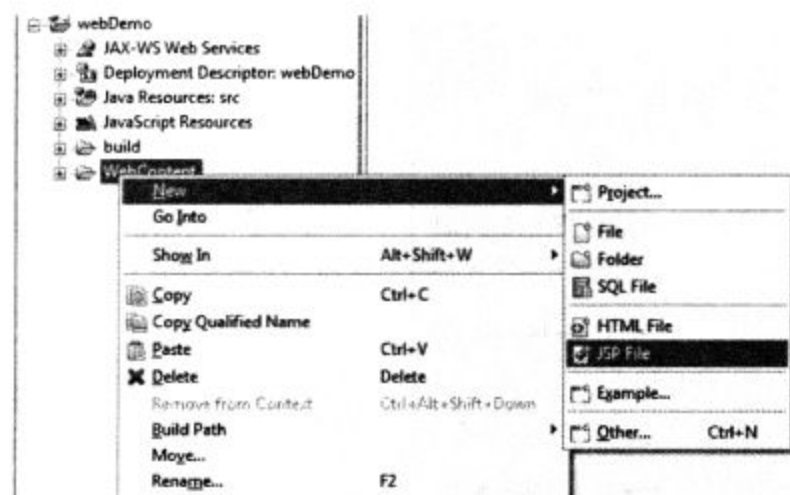 webDemo
JAX-WS Web Services
Deployment Descriptor: webDemo
Java Resources: src
JavaScript Resources
build
WebContent
New
Go Into
Show In Alt+Shift+W
Copy Ctrl+C
Copy Qualified Name
Paste Ctrl+V
Delete Delete
Remove from Context Ctrl+Alt+Shift+Down
Build Path
Move...
Rename... F2
Project...
File
Folder
SQL File
HTML File
JSP File
Example...
Other... Ctrl+N